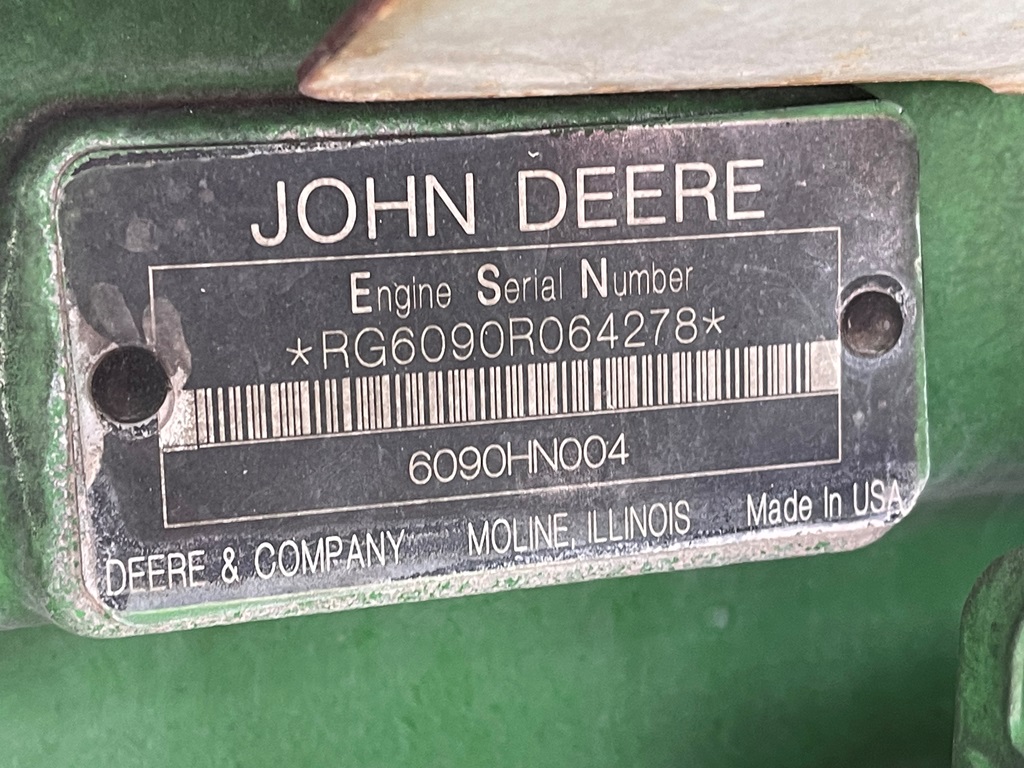 JOHN DEERE
Engine Serial Number
*RG6090R064278*
6090HN004
DEERE & COMPANY MOLINE, ILLINOIS Made In USA